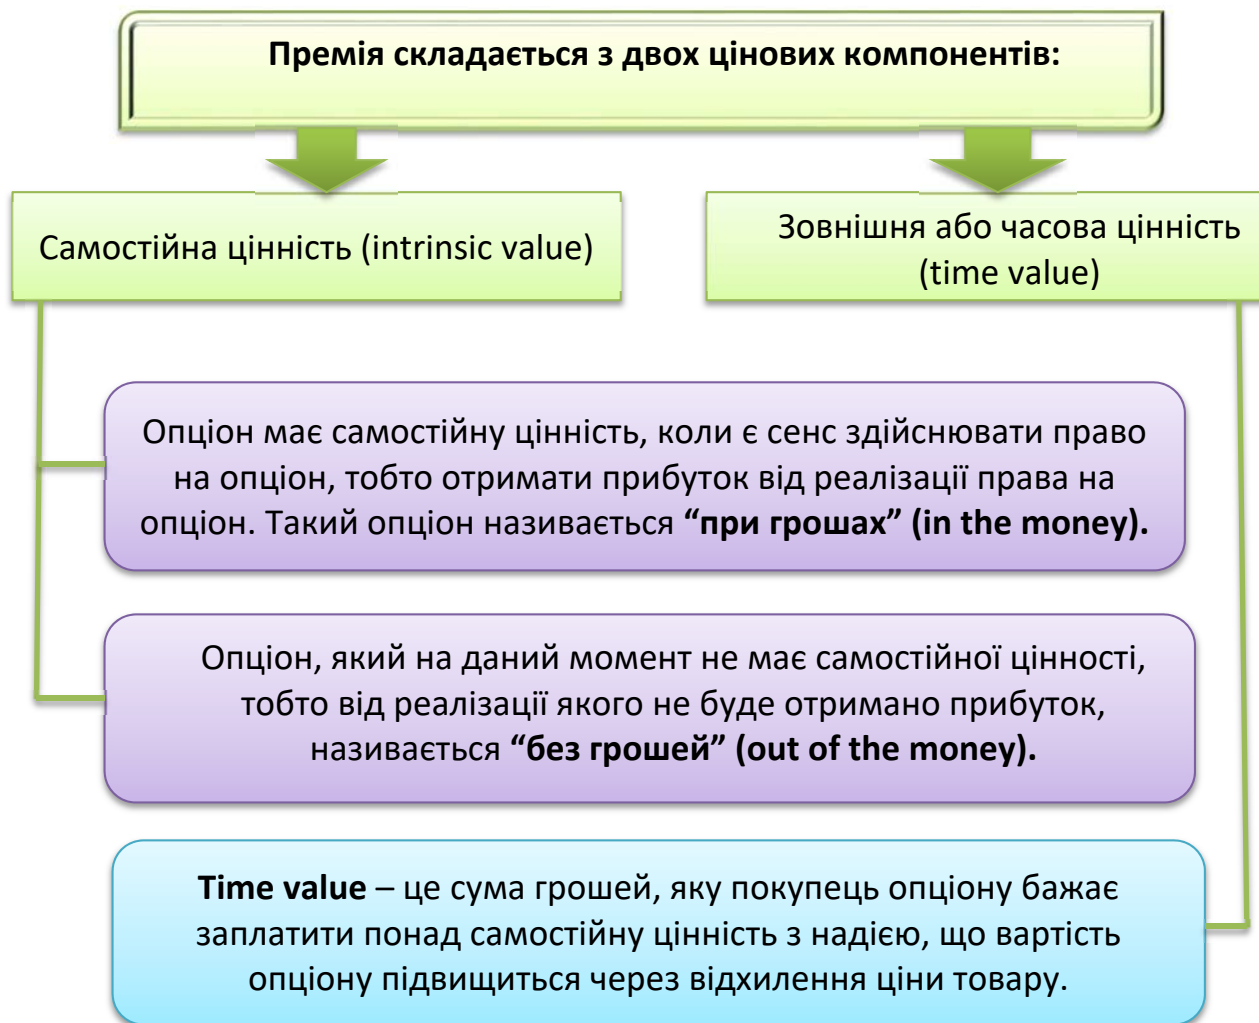 Премія складається з двох цінових компонентів:
Самостійна цінність (intrinsic value)
Зовнішня або часова цінність
(time value)
Опціон має самостійну цінність, коли є сенс здійснювати право
на опціон, тобто отримати прибуток від реалізації права на
опціон. Такий опціон називається “при грошах” (in the money).
Опціон, який на даний момент не має самостійної цінності,
тобто від реалізації якого не буде отримано прибуток,
називається “без грошей” (out of the money).
Time value – це сума грошей, яку покупець опціону бажає
заплатити понад самостійну цінність з надією, що вартість
опціону підвищиться через відхилення ціни товару.